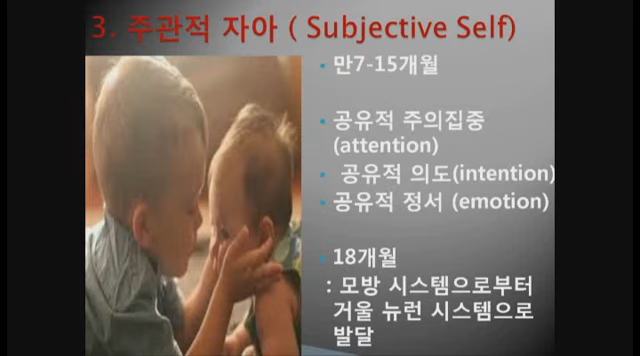 3. 주관적 자아 ( Subjective Self)
만7-15개월
공유적 주의집중
(attention)
공유적 의도(intention)
공유적 정서 (emotion)
18개월
: 모방 시스템으로부터
거울 뉴런 시스템으로
발달